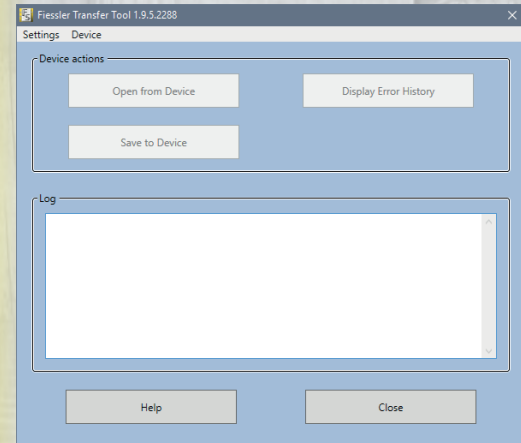 Fiessler Transfer Tool 1.9.5.2288
Settings Device
Device actions
Open from Device Display Error History
Save to Device
Log
Help Close